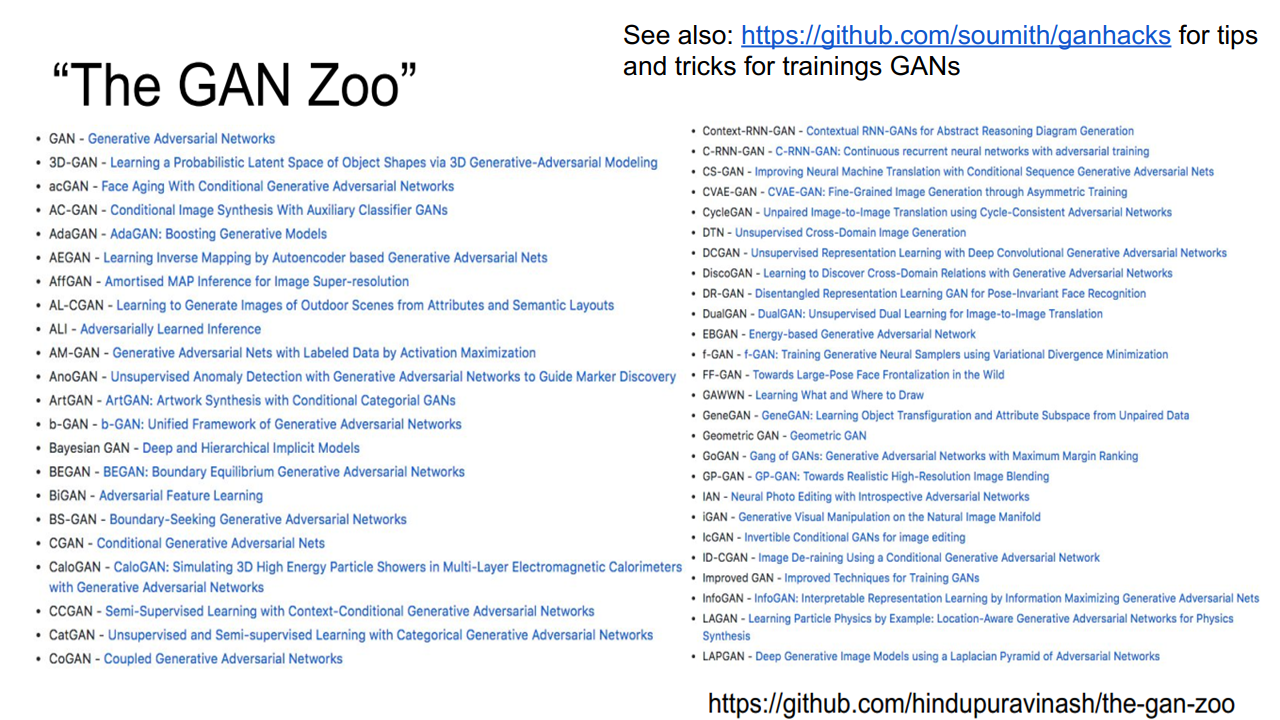 See also: https://github.com/soumith/ganhacks for tips
and tricks for trainings GANs
“The GAN Zoo”
• GAN - Generative Adversarial Networks
• 3D-GAN - Learning a Probabilistic Latent Space of Object Shapes via 3D Generative-Adversarial Modeling
• acGAN - Face Aging With Conditional Generative Adversarial Networks
• AC-GAN - Conditional Image Synthesis With Auxiliary Classifier GANs
• AdaGAN - AdaGAN: Boosting Generative Models
• AEGAN - Learning Inverse Mapping by Autoencoder based Generative Adversarial Nets
• AffGAN - Amortised MAP Inference for Image Super-resolution
• AL-CGAN - Learning to Generate Images of Outdoor Scenes from Attributes and Semantic Layouts
• ALI - Adversarially Learned Inference
• AM-GAN - Generative Adversarial Nets with Labeled Data by Activation Maximization
• AnoGAN - Unsupervised Anomaly Detection with Generative Adversarial Networks to Guide Marker Discovery
• ArtGAN - ArtGAN: Artwork Synthesis with Conditional Categorial GANs
• b-GAN - b-GAN: Unified Framework of Generative Adversarial Networks
• Bayesian GAN - Deep and Hierarchical Implicit Models
• BEGAN - BEGAN: Boundary Equilibrium Generative Adversarial Networks
• BiGAN - Adversarial Feature Learning
• BS-GAN - Boundary-Seeking Generative Adversarial Networks
• CGAN - Conditional Generative Adversarial Nets
• CaloGAN - CaloGAN: Simulating 3D High Energy Particle Showers in Multi-Layer Electromagnetic Calorimeters
with Generative Adversarial Networks
• CCGAN - Semi-Supervised Learning with Context-Conditional Generative Adversarial Networks
• CatGAN - Unsupervised and Semi-supervised Learning with Categorical Generative Adversarial Networks
• CoGAN - Coupled Generative Adversarial Networks
• Context-RNN-GAN - Contextual RNN-GANs for Abstract Reasoning Diagram Generation
• C-RNN-GAN - C-RNN-GAN: Continuous recurrent neural networks with adversarial training
• CS-GAN - Improving Neural Machine Translation with Conditional Sequence Generative Adversarial Nets
• CVAE-GAN - CVAE-GAN: Fine-Grained Image Generation through Asymmetric Training
• CycleGAN - Unpaired Image-to-Image Translation using Cycle-Consistent Adversarial Networks
• DTN - Unsupervised Cross-Domain Image Generation
• DCGAN - Unsupervised Representation Learning with Deep Convolutional Generative Adversarial Networks
• DiscoGAN - Learning to Discover Cross-Domain Relations with Generative Adversarial Networks
• DR-GAN - Disentangled Representation Learning GAN for Pose-Invariant Face Recognition
• DualGAN - DualGAN: Unsupervised Dual Learning for Image-to-Image Translation
• EBGAN - Energy-based Generative Adversarial Network
• f-GAN - f-GAN: Training Generative Neural Samplers using Variational Divergence Minimization
• FF-GAN - Towards Large-Pose Face Frontalization in the Wild
• GAWWN - Learning What and Where to Draw
• GeneGAN - GeneGAN: Learning Object Transfiguration and Attribute Subspace from Unpaired Data
• Geometric GAN - Geometric GAN
• GoGAN - Gang of GANs: Generative Adversarial Networks with Maximum Margin Ranking
• GP-GAN - GP-GAN: Towards Realistic High-Resolution Image Blending
• IAN - Neural Photo Editing with Introspective Adversarial Networks
• iGAN - Generative Visual Manipulation on the Natural Image Manifold
• IcGAN - Invertible Conditional GANs for image editing
• ID-CGAN - Image De-raining Using a Conditional Generative Adversarial Network
• Improved GAN - Improved Techniques for Training GANs
• InfoGAN - InfoGAN: Interpretable Representation Learning by Information Maximizing Generative Adversarial Nets
• LAGAN - Learning Particle Physics by Example: Location-Aware Generative Adversarial Networks for Physics
Synthesis
• LAPGAN - Deep Generative Image Models using a Laplacian Pyramid of Adversarial Networks
https://github.com/hindupuravinash/the-gan-zoo